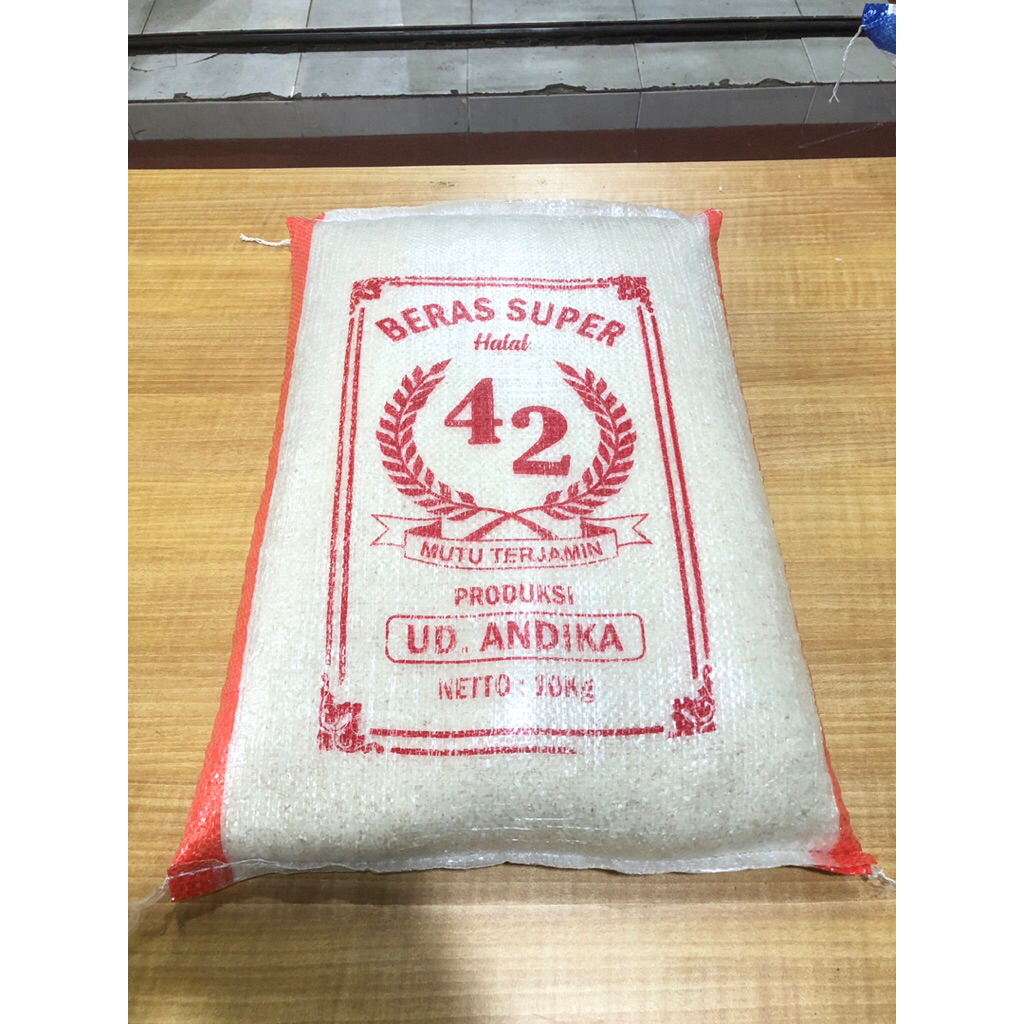 BERAS SUPER
Halal
42
MUTU TERJAMIN
PRODUKSI
UD. ANDIKA
NETTO : 10Kg